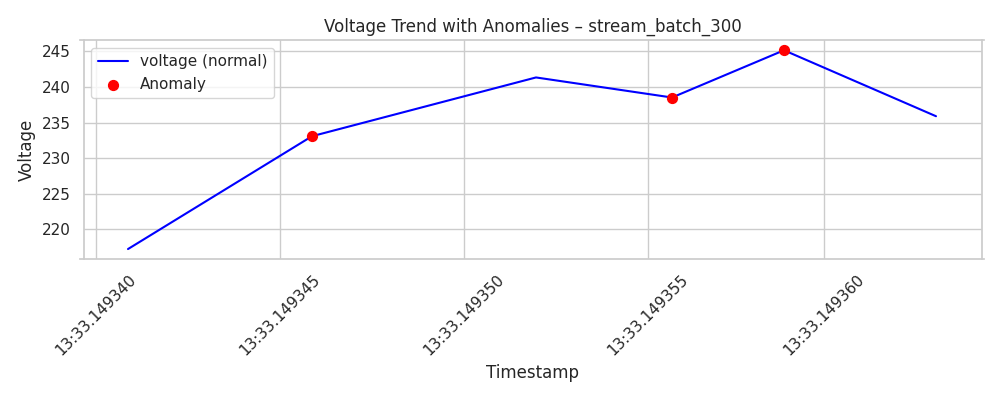 Voltage Trend with Anomalies – stream_batch_300
voltage (normal)
Anomaly
Voltage
245
240
235
230
225
220
13:33.149340
13:33.149345
13:33.149350
13:33.149355
13:33.149360
Timestamp